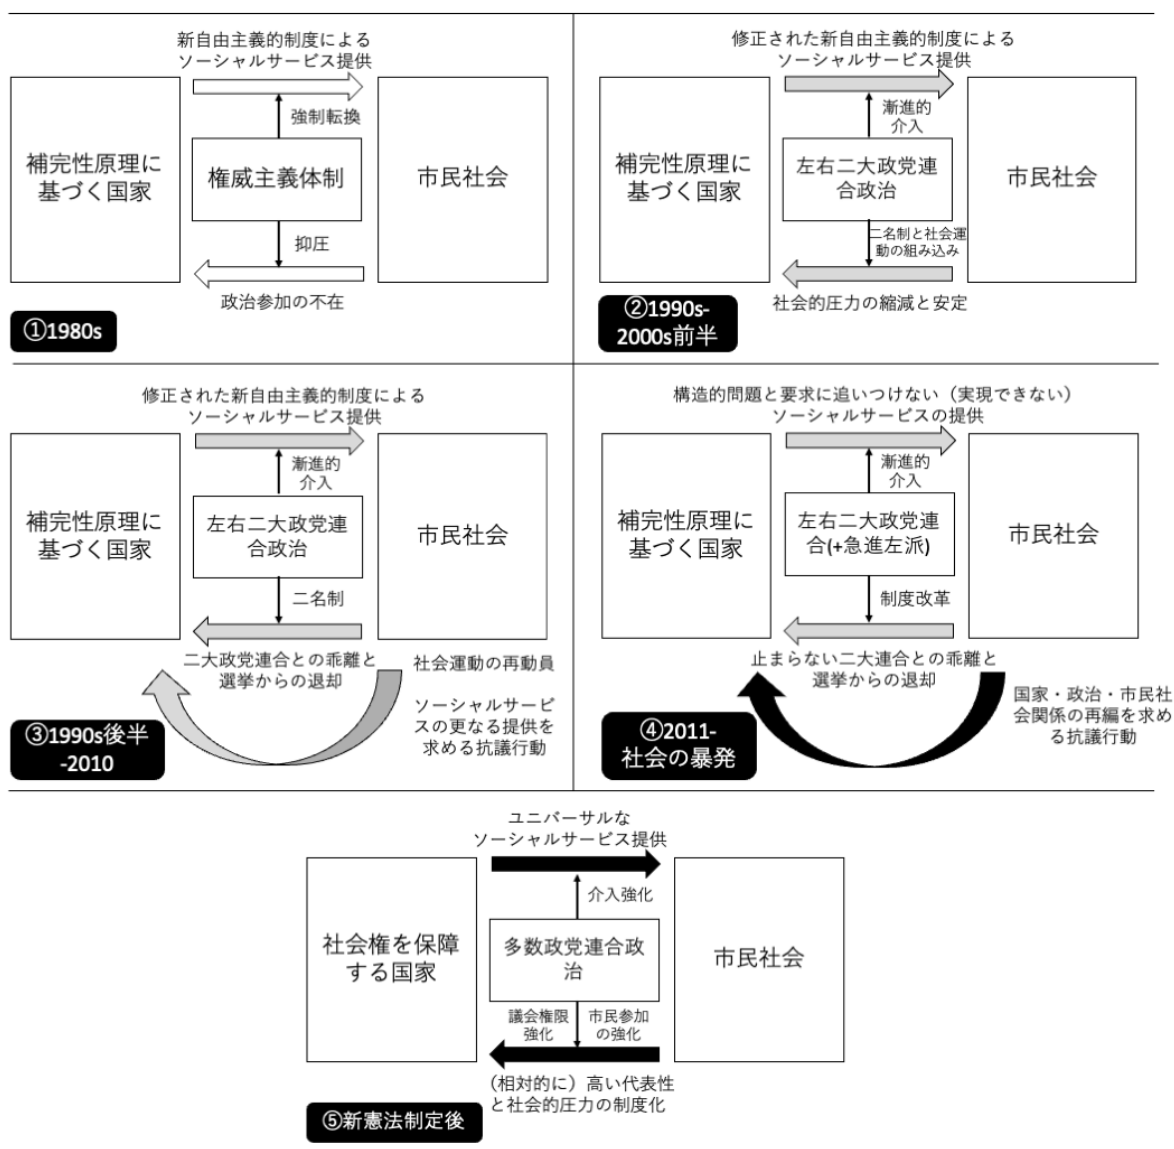 新自由主義的制度による
ソーシャルサービス提供
強制転換
補完性原理に
基づく国家
権威主義体制
市民社会
抑圧
政治参加の不在
①1980s
修正された新自由主義的制度による
ソーシャルサービス提供
漸進的
介入
補完性原理に
基づく国家
左右二大政党連
合政治
市民社会
二名制と社会運
動の組み込み
社会的圧力の縮減と安定
②1990s-
2000s前半
修正された新自由主義的制度による
ソーシャルサービス提供
漸進的
介入
補完性原理に
基づく国家
左右二大政党連
合政治
市民社会
二名制
二大政党連合との乖離と
選挙からの退却
社会運動の再動員
ソーシャルサービ
スの更なる提供を
求める抗議行動
③1990s後半
-2010
構造的問題と要求に追いつけない（実現できない）
ソーシャルサービスの提供
漸進的
介入
補完性原理に
基づく国家
左右二大政党連
合(+急進左派)
市民社会
制度改革
止まらない二大連合との乖離と
選挙からの退却
国家・政治・市民社
会関係の再編を求め
る抗議行動
④2011-
社会の暴発
ユニバーサルな
ソーシャルサービス提供
介入強化
社会権を保障
する国家
多数政党連合政
治
市民社会
議会権限
強化
市民参加
の強化
（相対的に）高い代表性
と社会的圧力の制度化
⑤新憲法制定後